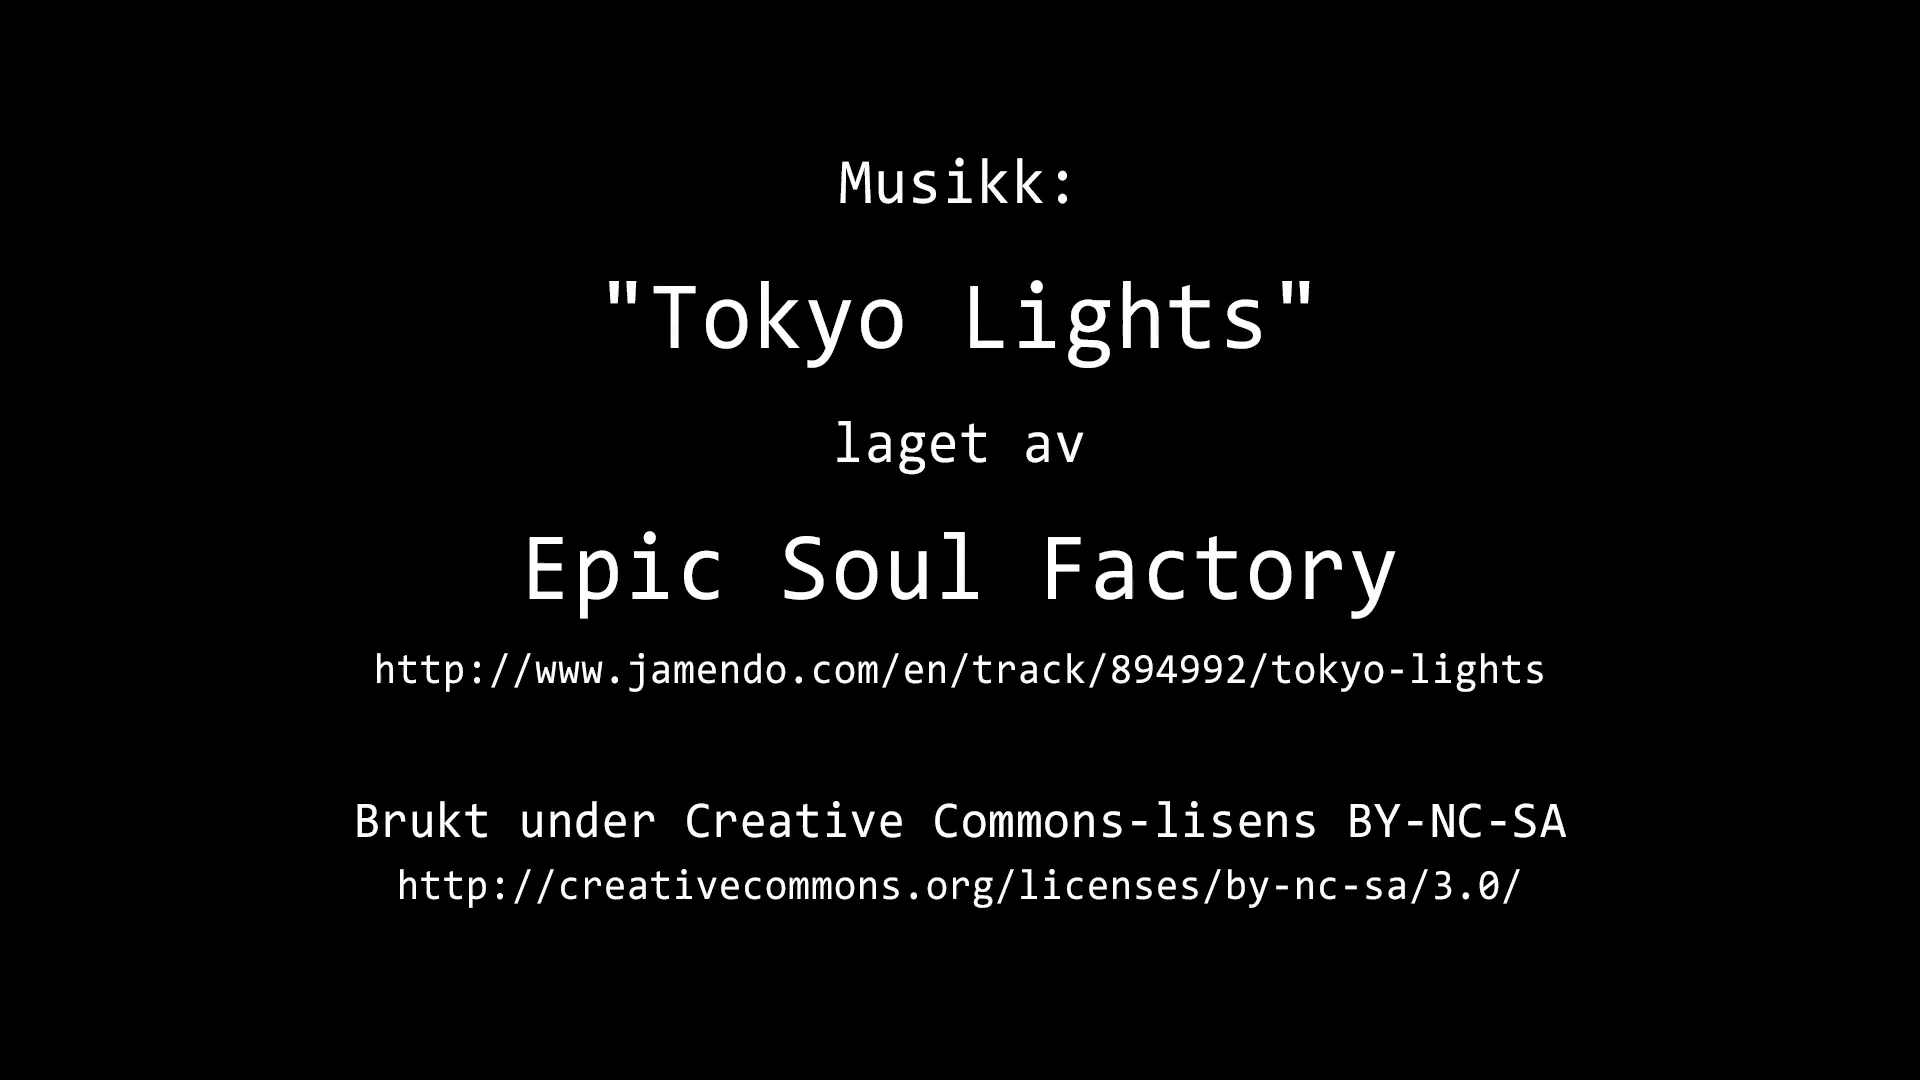 Musikk:
"Tokyo Lights"
laget av
Epic Soul Factory
http://www.jamendo.com/en/track/894992/tokyo-lights
Brukt under Creative Commons-lisens BY-NC-SA
http://creativecommons.org/licenses/by-nc-sa/3.0/